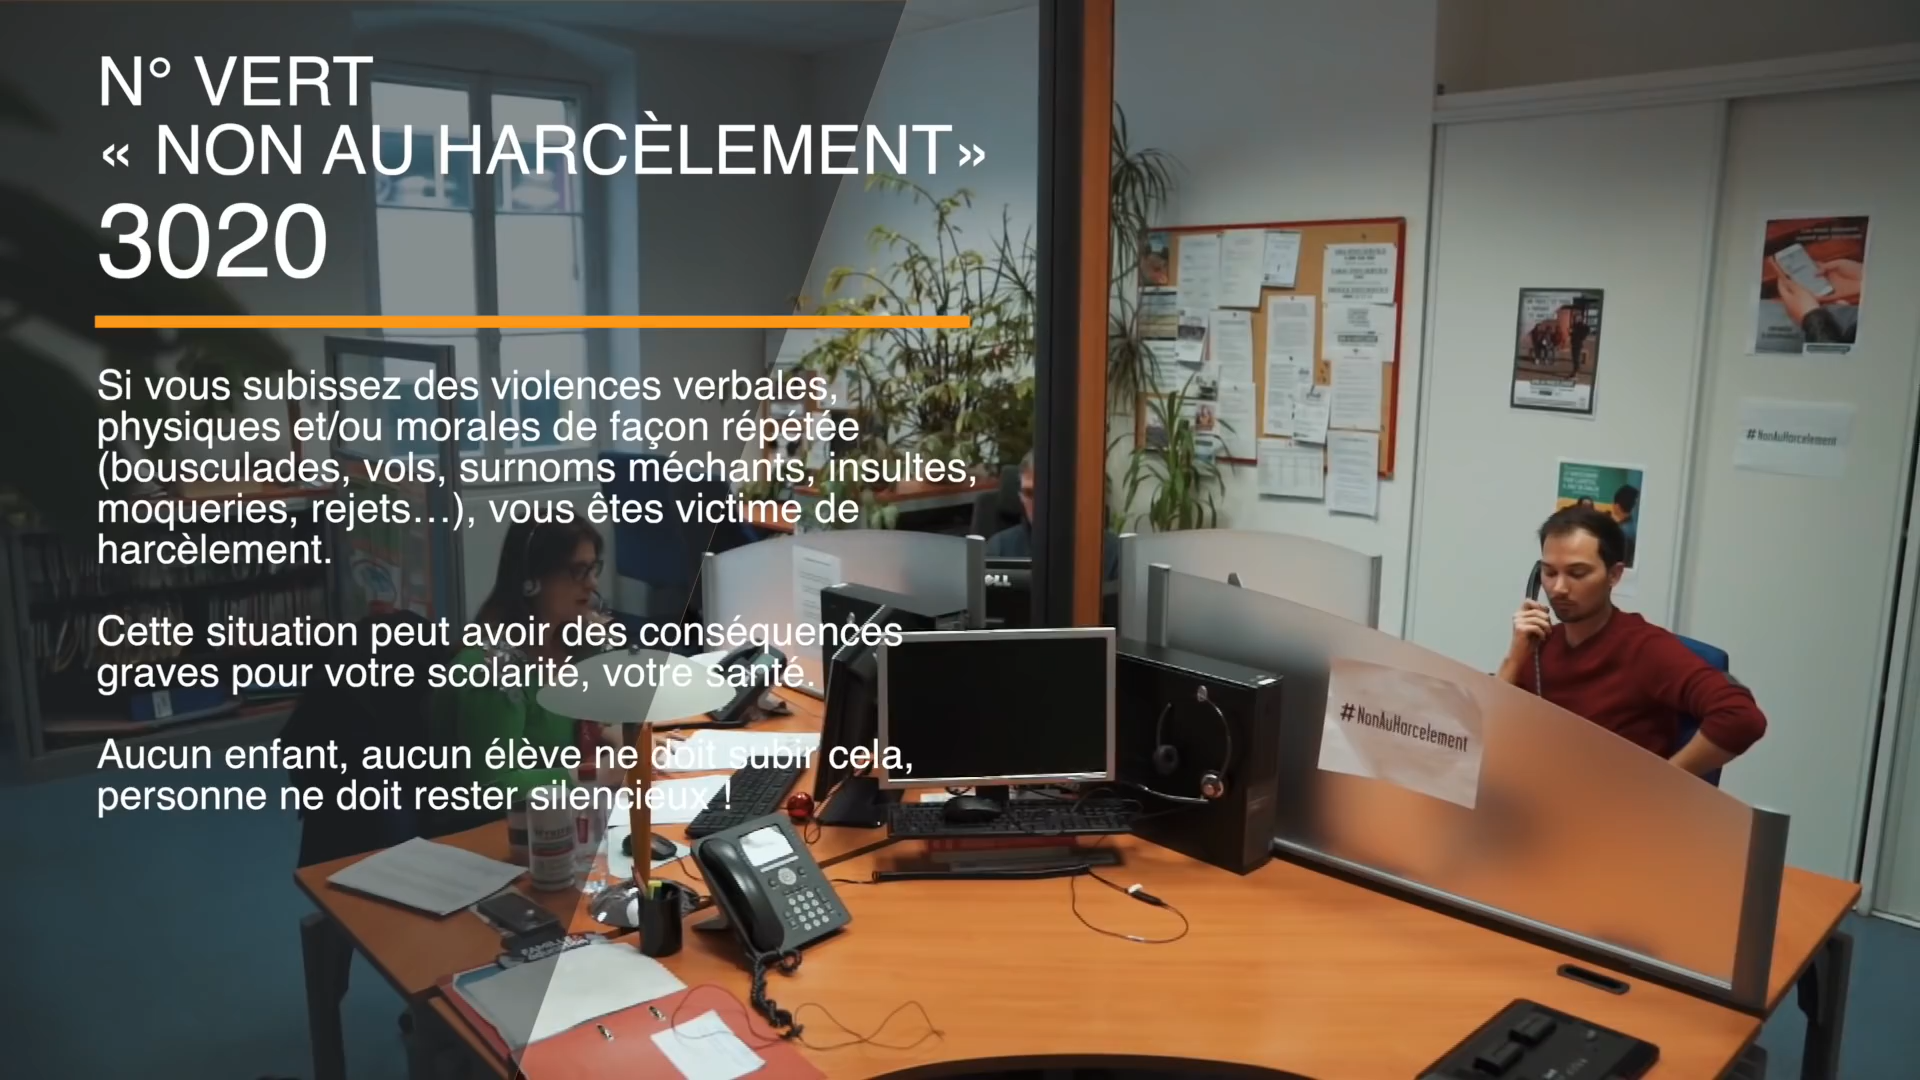 N° VERT
« NON AU HARCÈLEMENT»
3020
Si vous subissez des violences verbales,
physiques et/ou morales de façon répétée
(bousculades, vols, surnoms méchants, insultes,
moqueries, rejets…), vous êtes victime de
harcèlement.
Cette situation peut avoir des conséquences
graves pour votre scolarité, votre santé.
Aucun enfant, aucun élève ne doit subir cela,
personne ne doit rester silencieux !
#NonAuHarcelement
DELL
#NonAuHarcelement